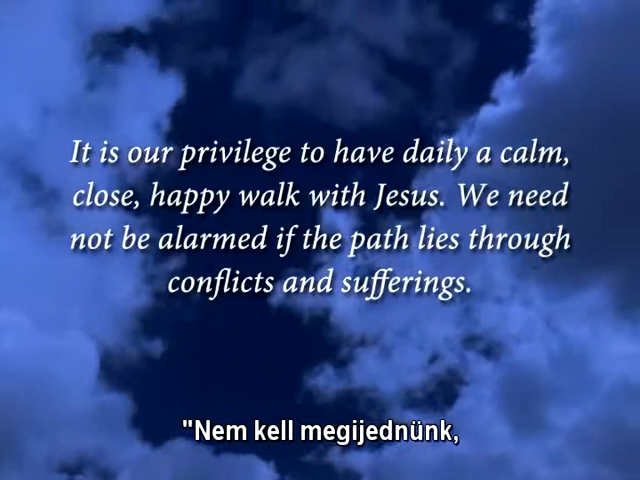 It is our privilege to have daily a calm,
close, happy walk with Jesus. We need
not be alarmed if the path lies through
conflicts and sufferings.
"Nem kell megijednünk,